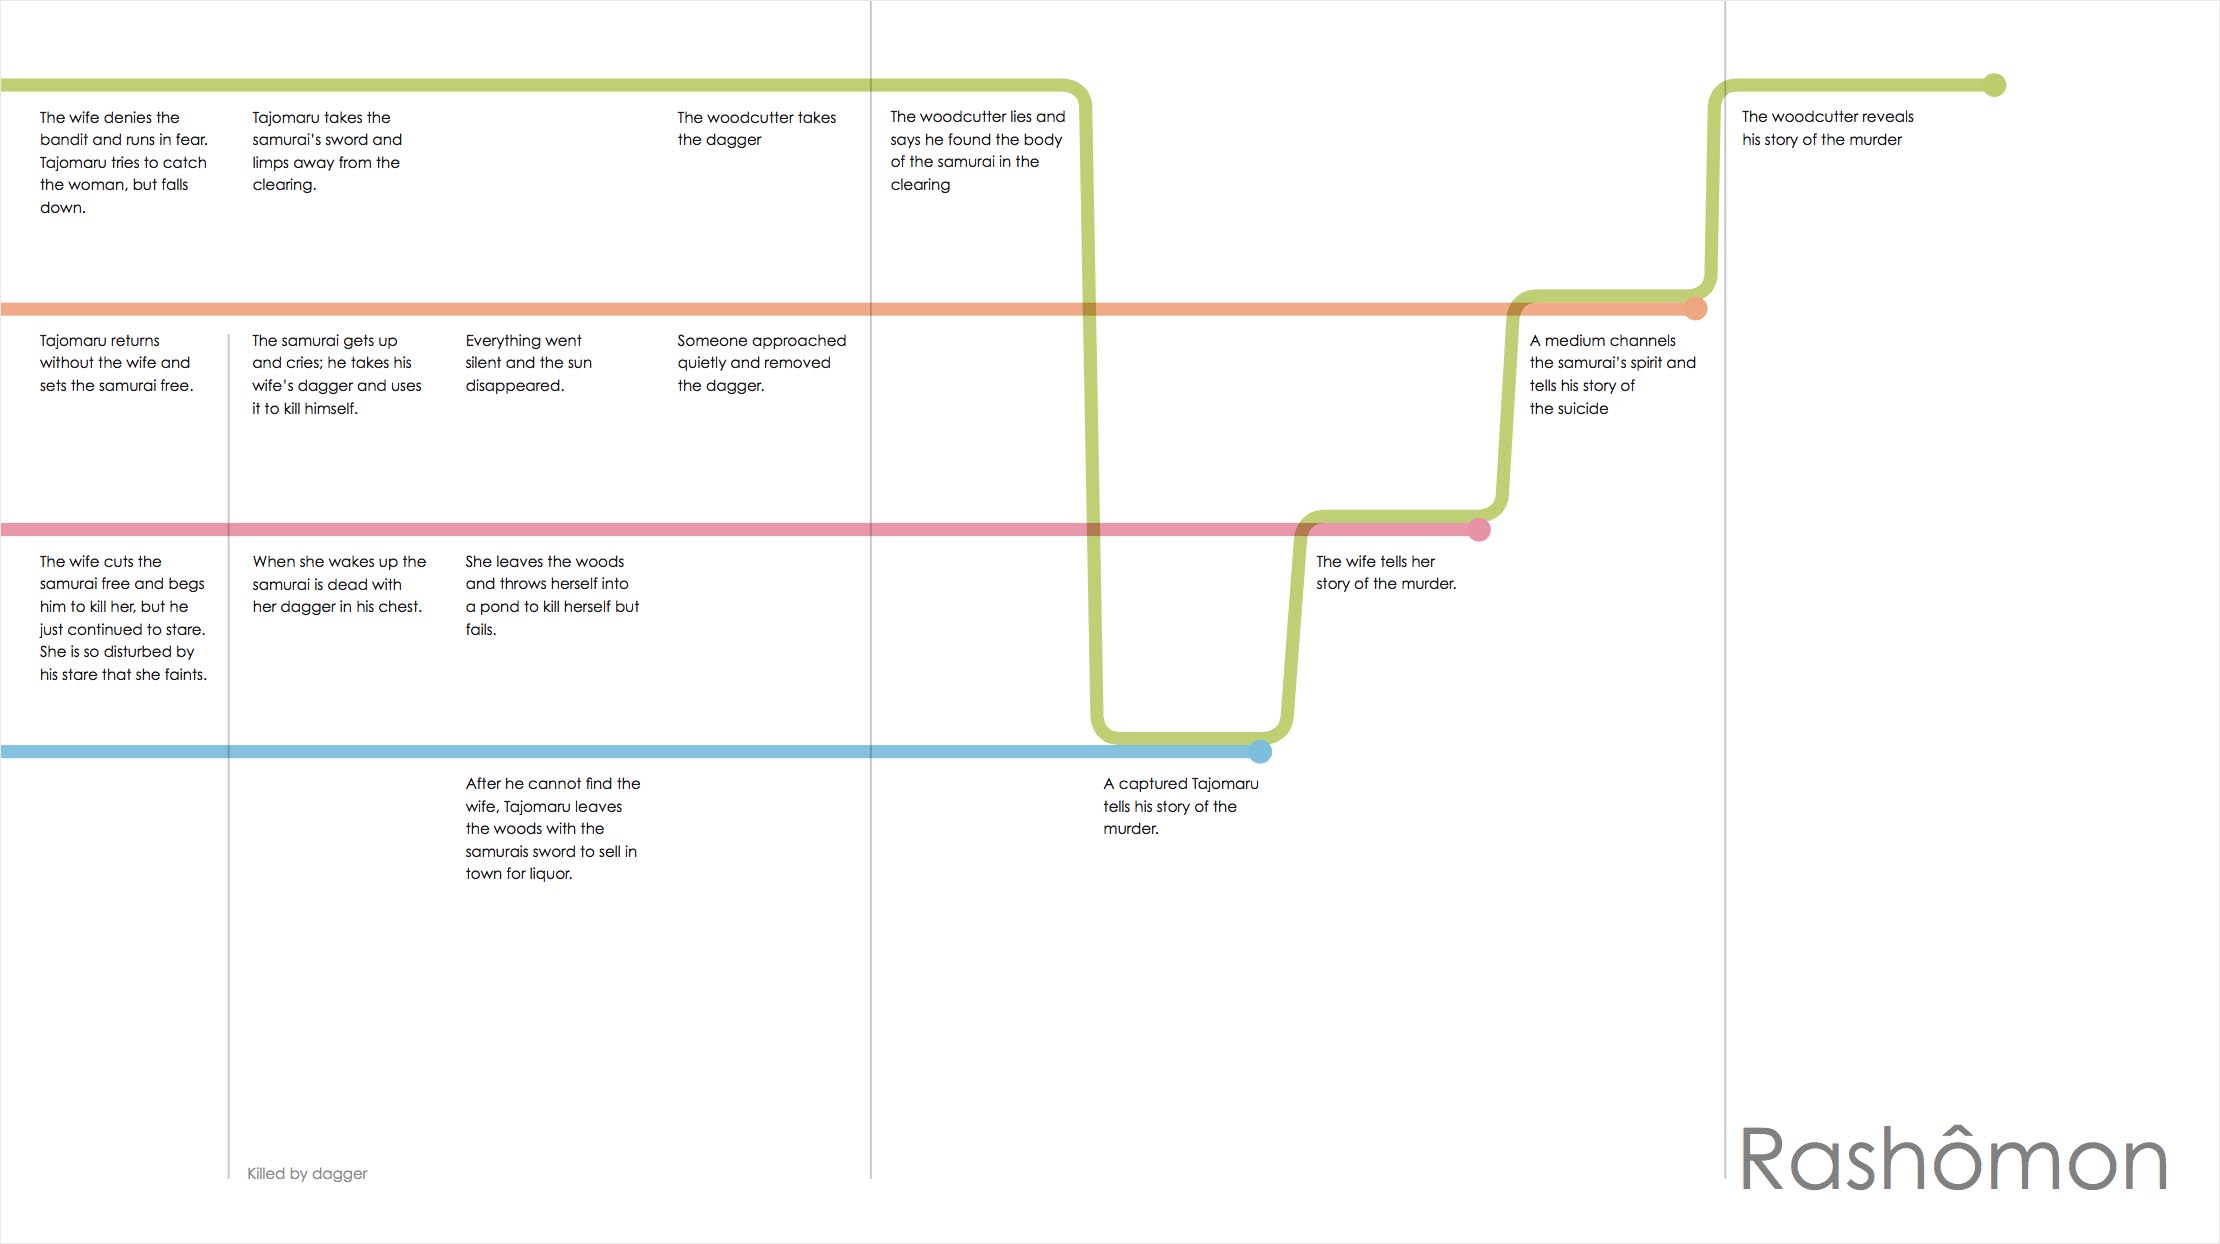 The wife denies the
bandit and runs in fear.
Tajomaru tries to catch
the woman, but falls
down.
Tajomaru takes the
samurai's sword and
limps away from the
clearing.
The woodcutter takes
the dagger
The woodcutter lies and
says he found the body
of the samurai in the
clearing
The woodcutter reveals
his story of the murder
Tajomaru returns
without the wife and
sets the samurai free.
The samurai gets up
and cries; he takes his
wife's dagger and uses
it to kill himself.
Everything went
silent and the sun
disappeared.
Someone approached
quietly and removed
the dagger.
A medium channels
the samurai's spirit and
tells his story of
the suicide
The wife cuts the
samurai free and begs
him to kill her, but he
just continued to stare.
She is so disturbed by
his stare that she faints.
When she wakes up the
samurai is dead with
her dagger in his chest.
She leaves the woods
and throws herself into
a pond to kill herself but
fails.
The wife tells her
story of the murder.
After he cannot find the
wife, Tajomaru leaves
the woods with the
samurais sword to sell in
town for liquor.
A captured Tajomaru
tells his story of the
murder.
Killed by dagger
Rashômon